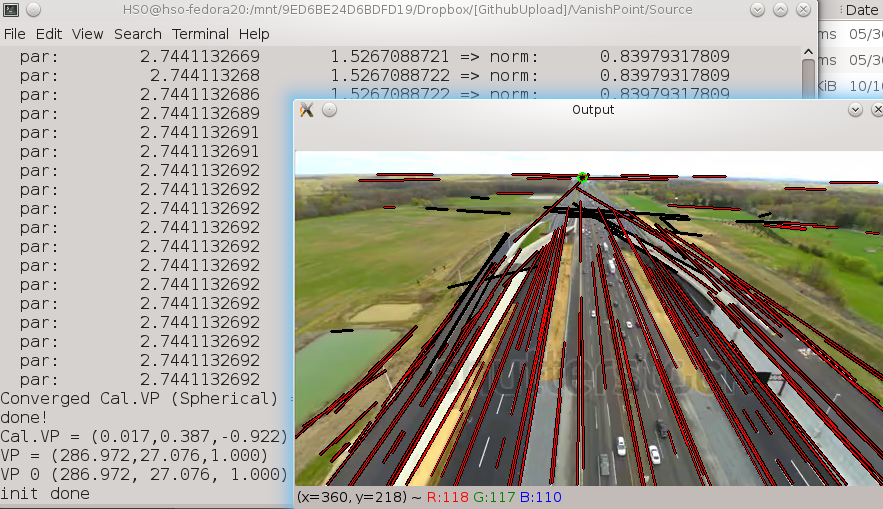 HSO@hso-fedora20:/mnt/9ED6BE24D6BDFD19/Dropbox/[GithubUpload]/VanishPoint/Source
Date
File Edit View Search Terminal Help
ms 05/30
par: 2.7441132669 1.5267088721 => norm: 0.83979317809
par: 2.744113268 1.5267088722 => norm: 0.83979317809
par: 2.7441132686 1.5267088722 => norm: 0.83979317809
KiB 10/10
par: 2.7441132689
Output
par: 2.7441132691
par: 2.7441132691
par: 2.7441132692
par: 2.7441132692
par: 2.7441132692
par: 2.7441132692
par: 2.7441132692
par: 2.7441132692
par: 2.7441132692
par: 2.7441132692
par: 2.7441132692
par: 2.7441132692
par: 2.7441132692
par: 2.7441132692
Converged Cal.VP (Spherical) =
done!
Cal.VP = (0.017,0.387,-0.922)
VP = (286.972,27.076,1.000)
VP 0 (286.972, 27.076, 1.000)
init done
(x=360, y=218) ~ R:118 G:117 B:110